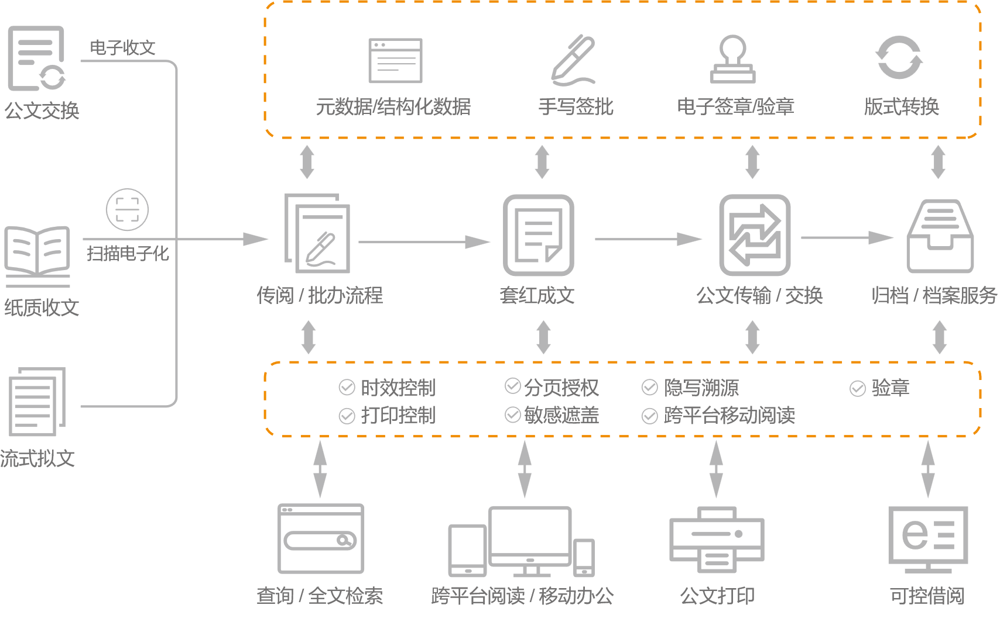 电子收文
公文交换
元数据/结构化数据
手写签批
电子签章/验章
版式转换
扫描电子化
纸质收文
传阅 / 批办流程
套红成文
公文传输 / 交换
归档 / 档案服务
时效控制
分页授权
隐写溯源
验章
打印控制
敏感遮盖
跨平台移动阅读
流式拟文
e
查询 / 全文检索
跨平台阅读 / 移动办公
公文打印
可控借阅